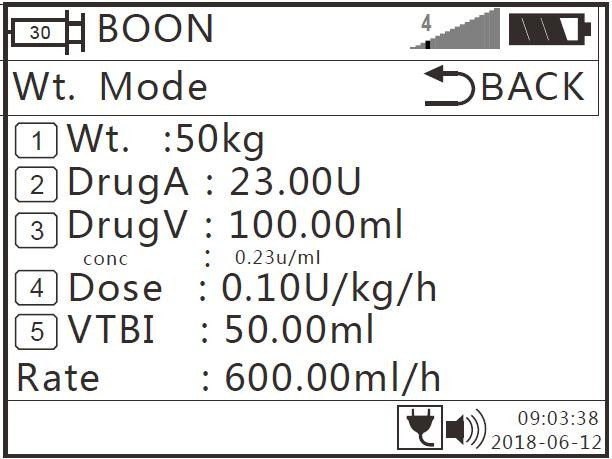 30 BOON 4
Wt. Mode BACK
1 Wt. :50kg
2 DrugA : 23.00U
3 DrugV : 100.00ml
conc : 0.23u/ml
4 Dose : 0.10U/kg/h
5 VTBI : 50.00ml
Rate : 600.00ml/h
09:03:38
2018-06-12